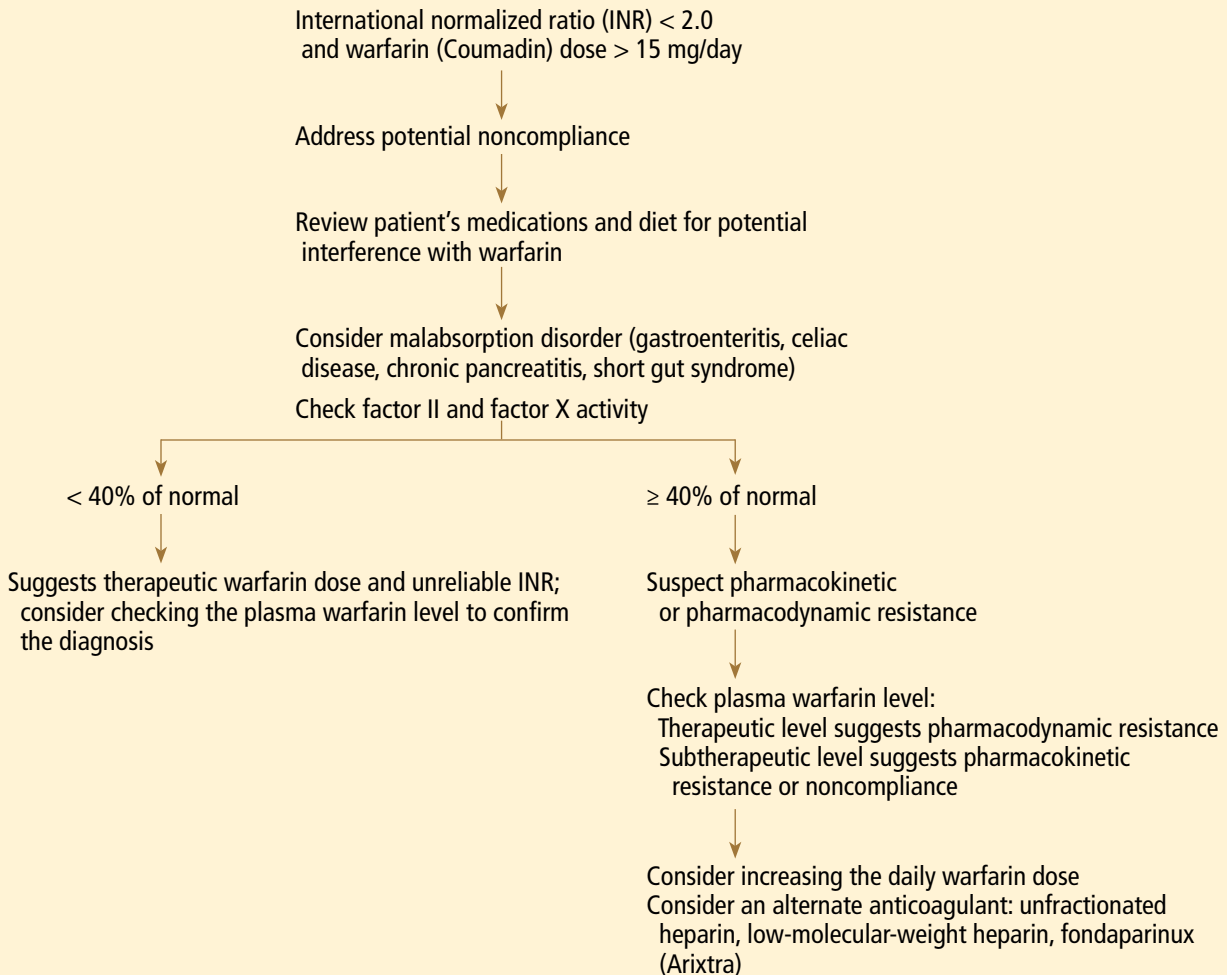 International normalized ratio (INR) < 2.0
and warfarin (Coumadin) dose > 15 mg/day
Address potential noncompliance
Review patient’s medications and diet for potential
interference with warfarin
Consider malabsorption disorder (gastroenteritis, celiac
disease, chronic pancreatitis, short gut syndrome)
Check factor II and factor X activity
< 40% of normal
Suggests therapeutic warfarin dose and unreliable INR;
consider checking the plasma warfarin level to confirm
the diagnosis
≥ 40% of normal
Suspect pharmacokinetic
or pharmacodynamic resistance
Check plasma warfarin level:
Therapeutic level suggests pharmacodynamic resistance
Subtherapeutic level suggests pharmacokinetic
resistance or noncompliance
Consider increasing the daily warfarin dose
Consider an alternate anticoagulant: unfractionated
heparin, low-molecular-weight heparin, fondaparinux
(Arixtra)